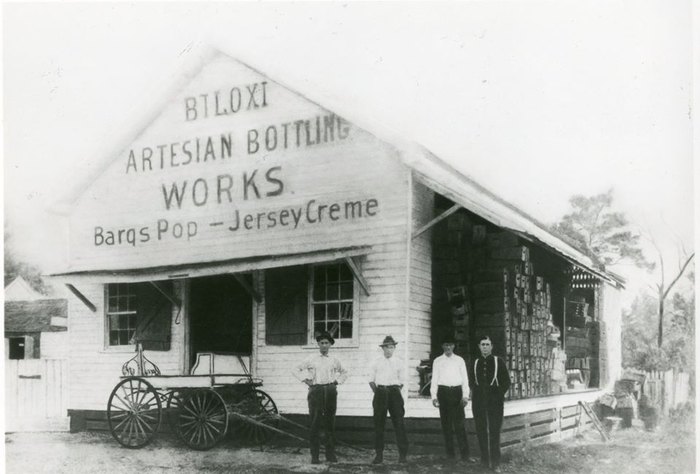 BILOXI
ARTESIAN BOTTLING
WORKS.
Barqs Pop – Jersey Creme